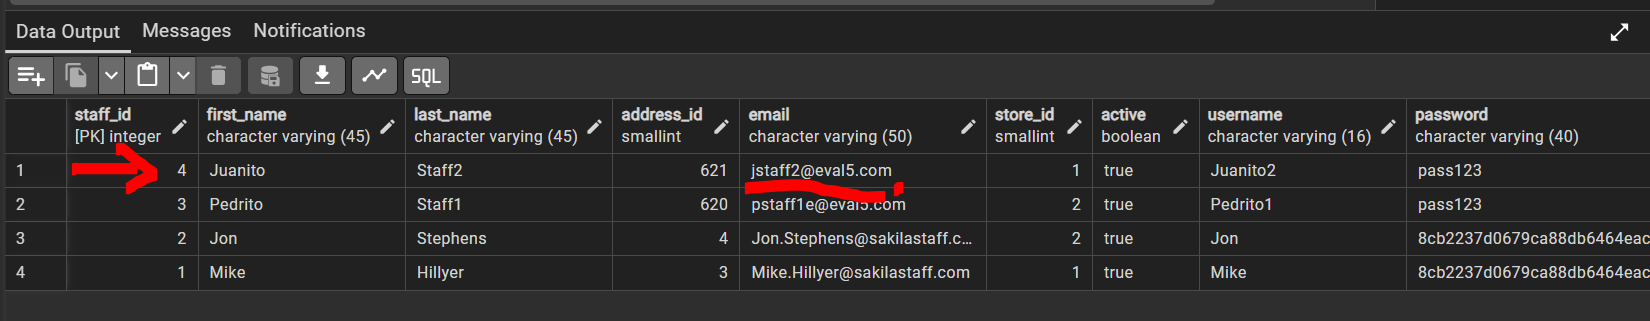 Data Output Messages Notifications
SQL
staff_id first_name last_name address_id email store_id active username password
[PK] integer character varying (45) character varying (45) smallint character varying (50) smallint boolean character varying (16) character varying (40)
1 4 Juanito Staff2 621 jstaff2@eval5.com 1 true Juanito2 pass123
2 3 Pedrito Staff1 620 pstaff1e@eval5.com 2 true Pedrito1 pass123
3 2 Jon Stephens 4 Jon.Stephens@sakilastaff.c... 2 true Jon 8cb2237d0679ca88db6464eac
4 1 Mike Hillyer 3 Mike.Hillyer@sakilastaff.com 1 true Mike 8cb2237d0679ca88db6464eac